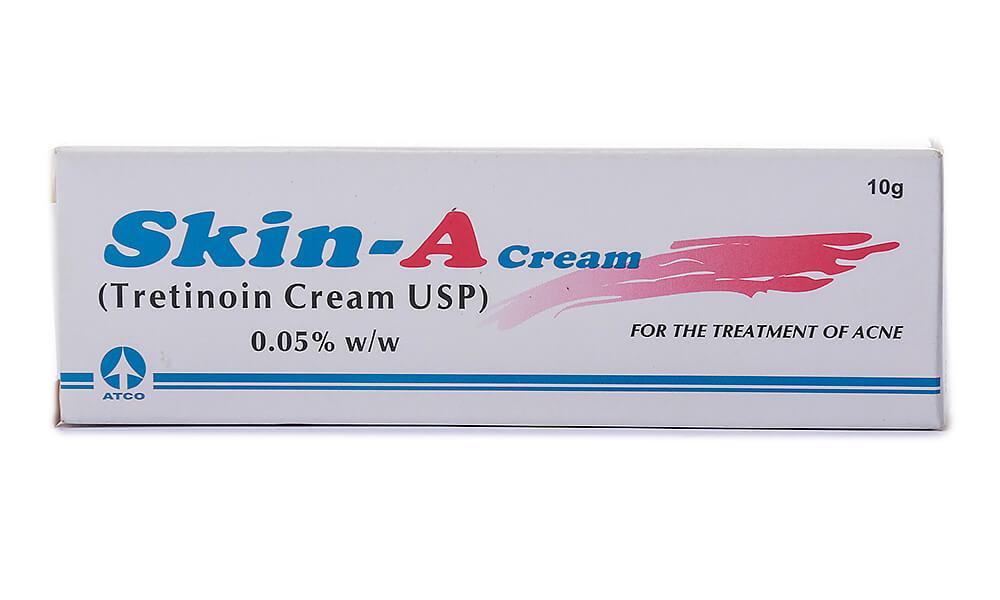 10g
Skin-A Cream
(Tretinoin Cream USP)
0.05% w/w
FOR THE TREATMENT OF ACNE
ATCO